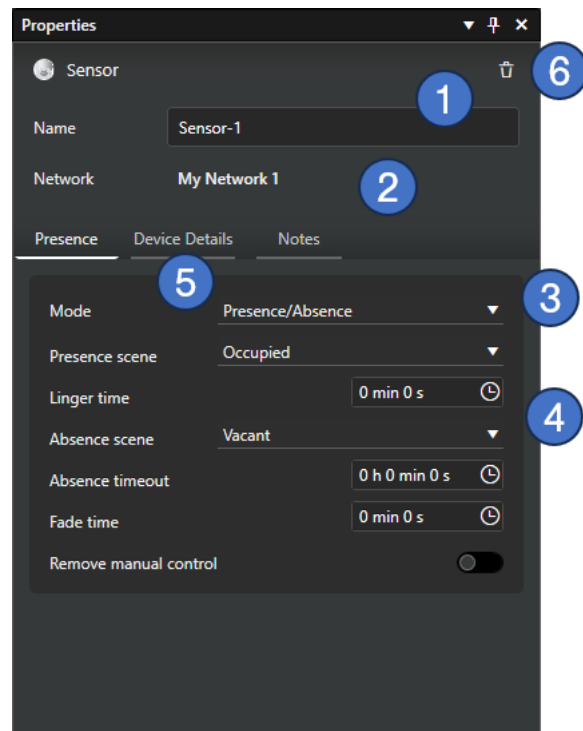 Properties
Sensor
6
1
Name Sensor-1
Network My Network 1
2
Presence Device Details Notes
5
Mode Presence/Absence
3
Presence scene Occupied
Linger time 0 min 0 s
4
Absence scene Vacant
Absence timeout 0 h 0 min 0 s
Fade time 0 min 0 s
Remove manual control